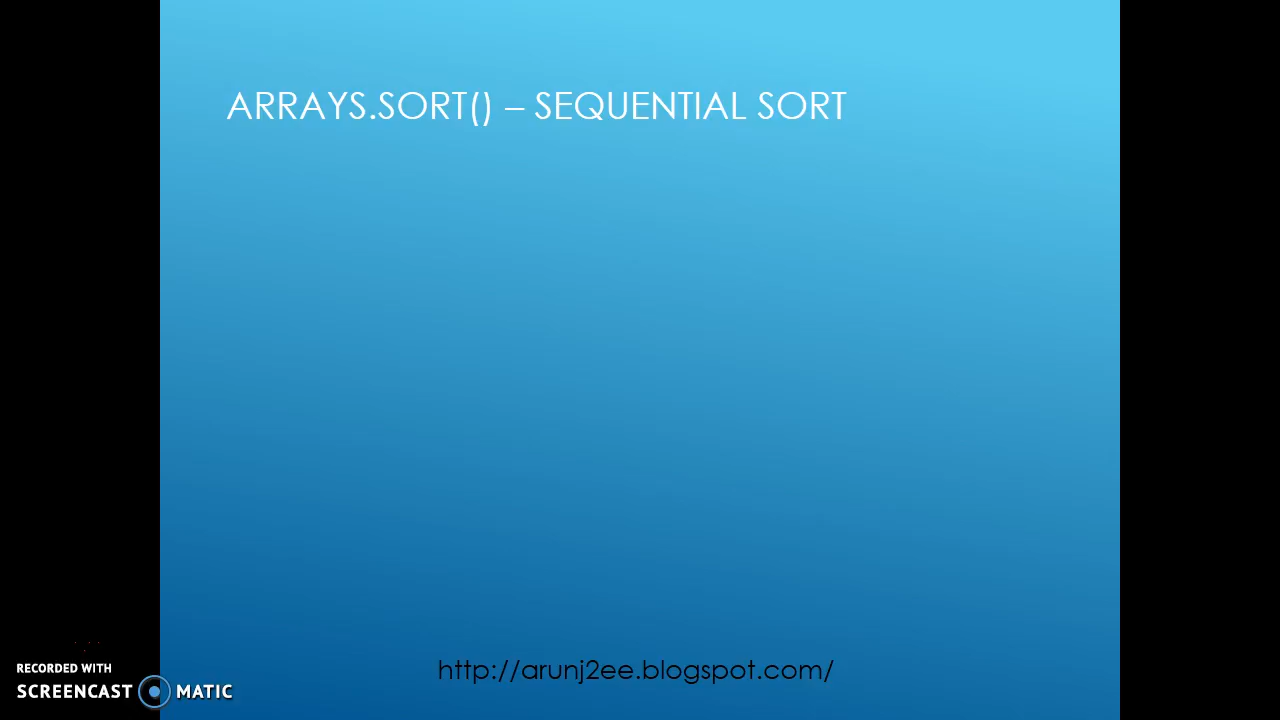 ARRAYS.SORT() – SEQUENTIAL SORT
http://arunj2ee.blogspot.com/
RECORDED WITH
SCREENCAST MATIC